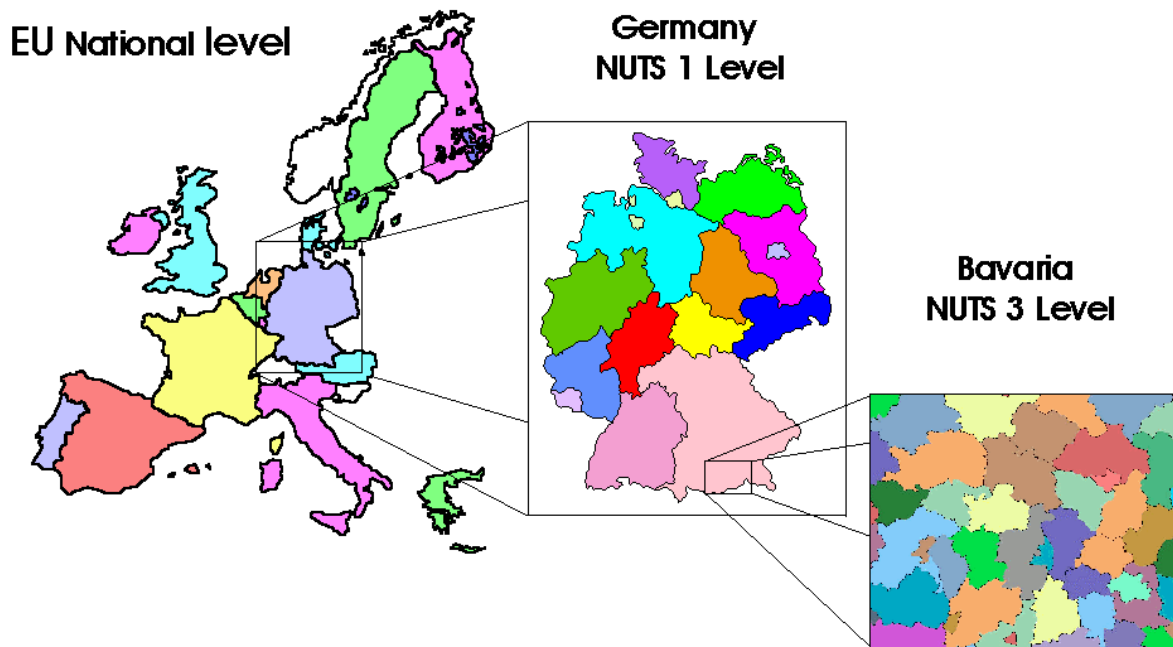 EU National level
Germany
NUTS 1 Level
Bavaria
NUTS 3 Level